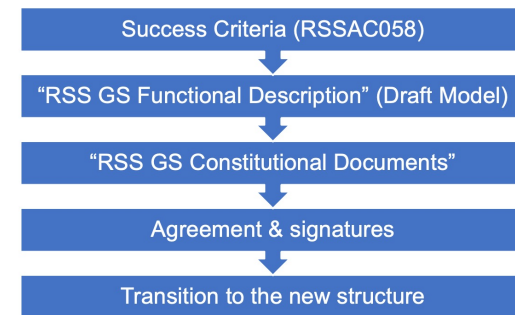 Success Criteria (RSSAC058)
“RSS GS Functional Description” (Draft Model)
“RSS GS Constitutional Documents”
Agreement & signatures
Transition to the new structure